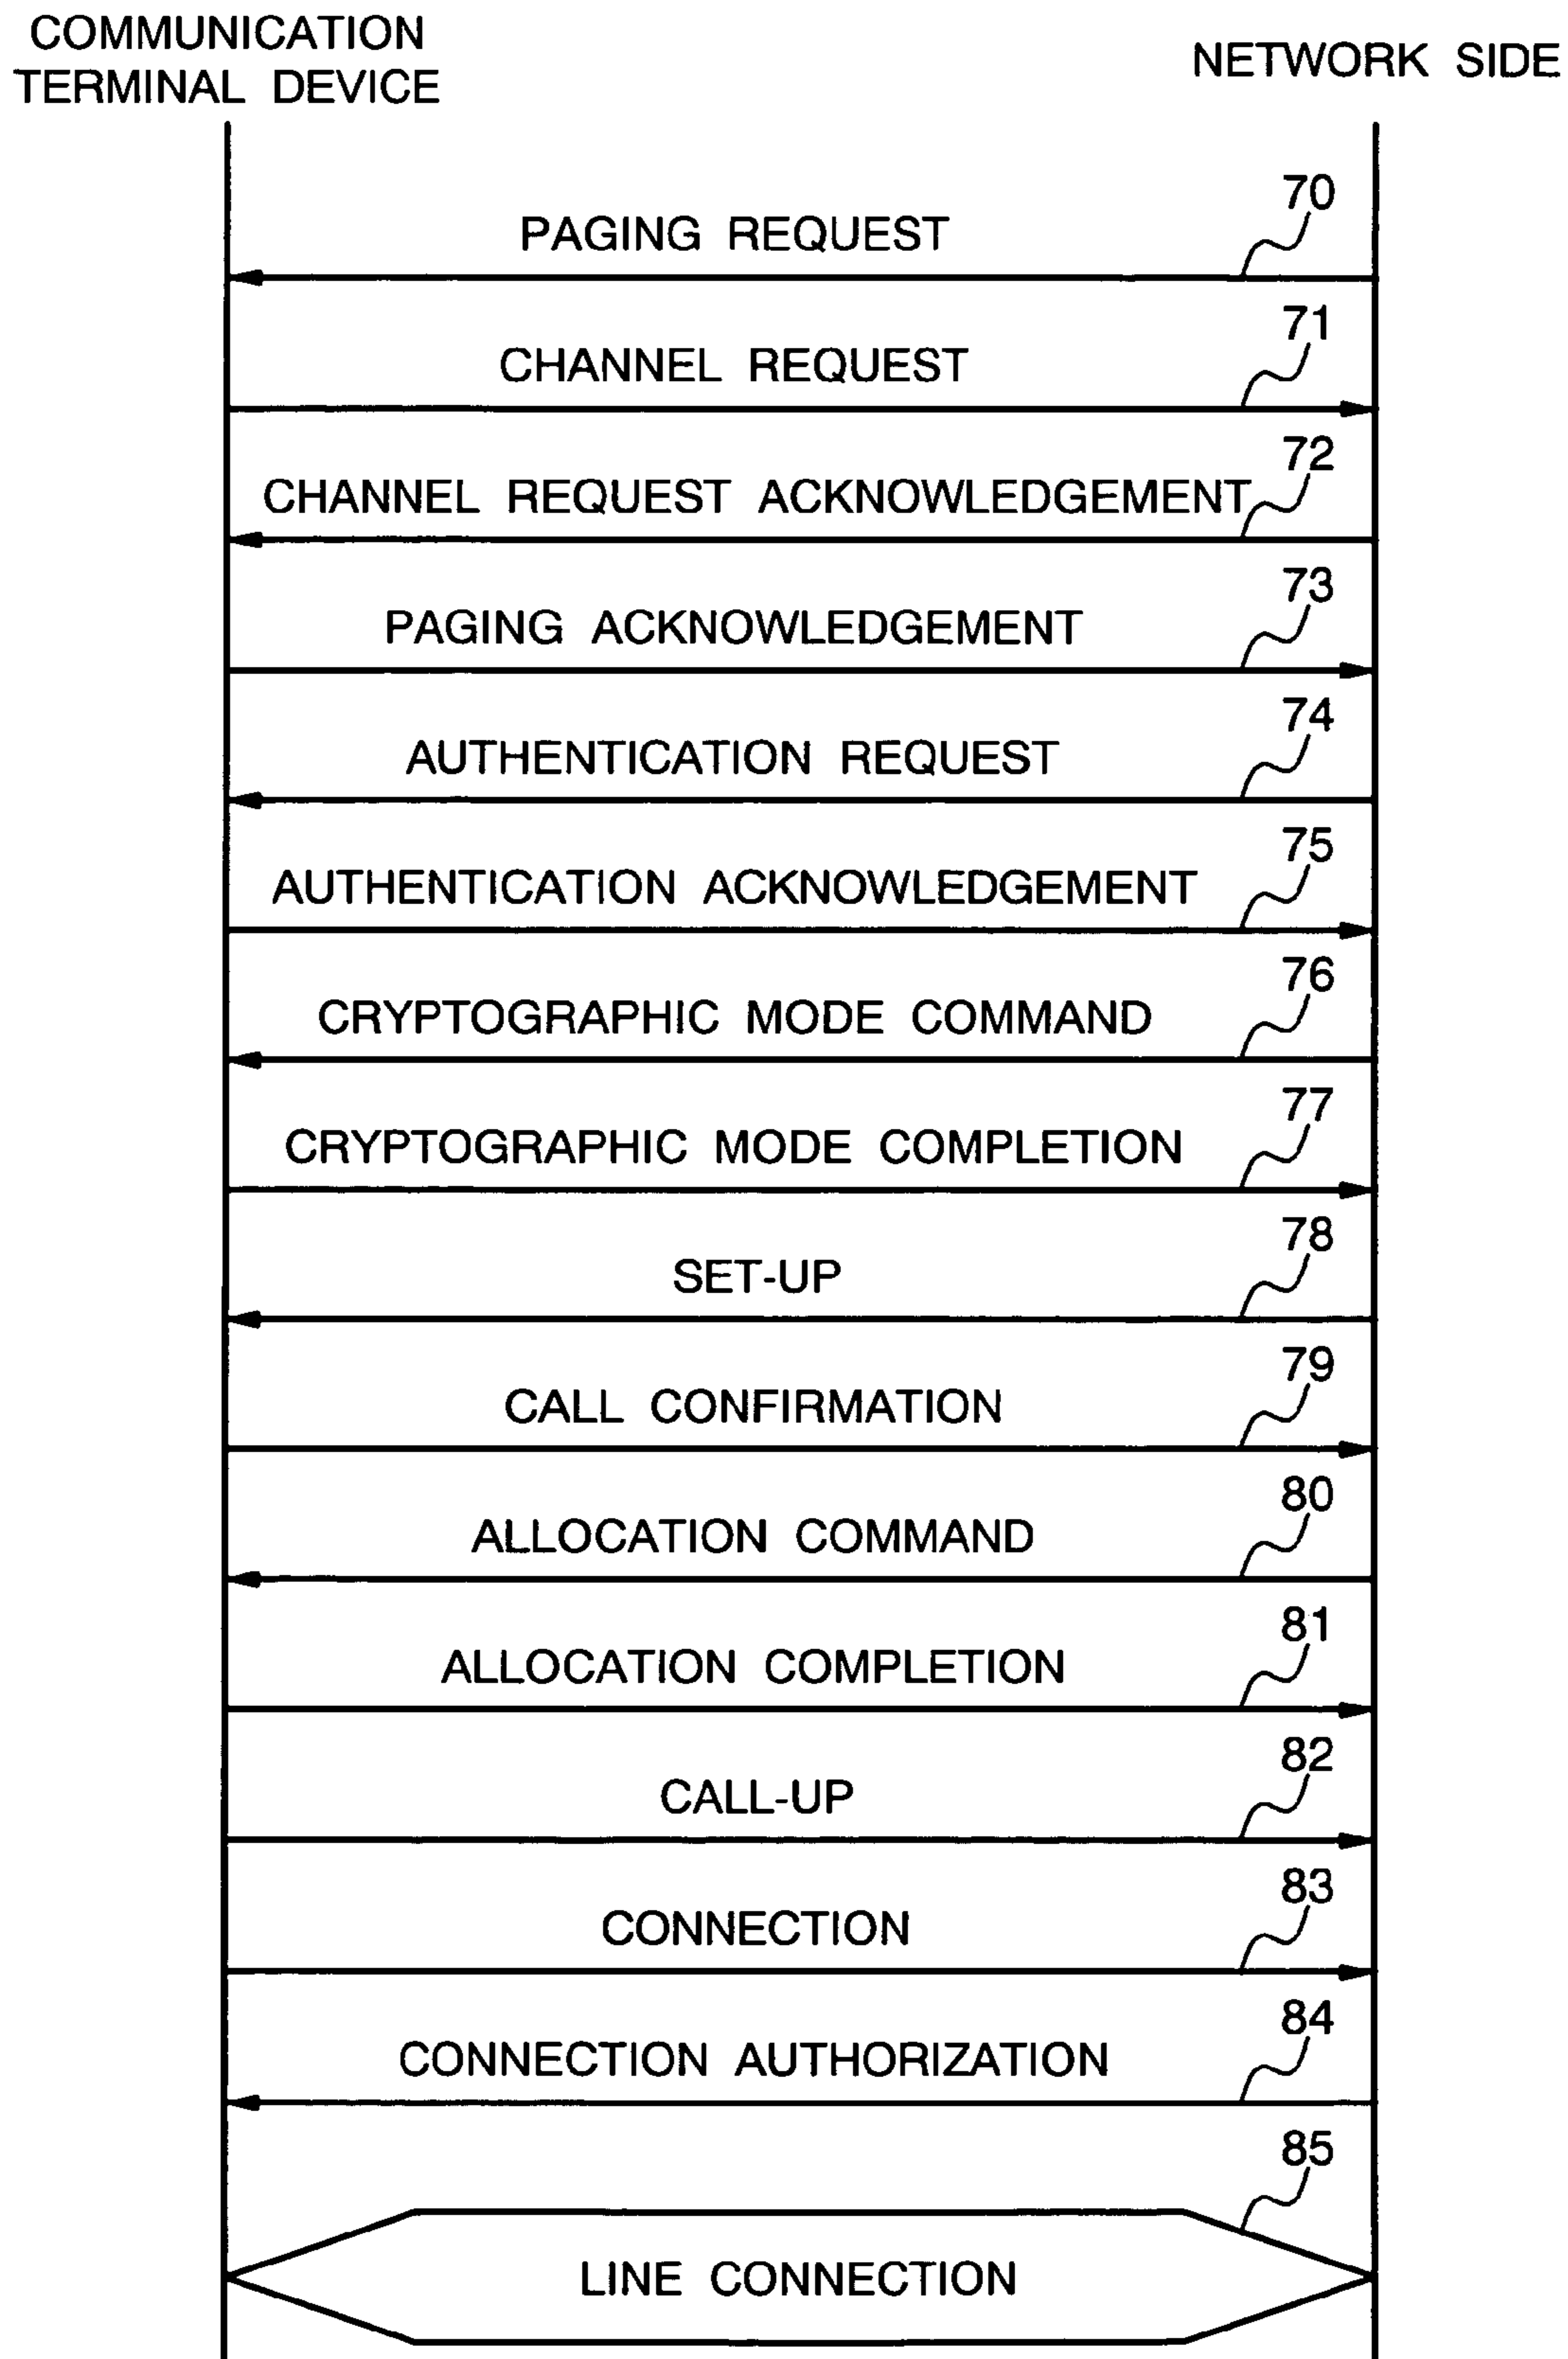 COMMUNICATION
TERMINAL DEVICE
NETWORK SIDE
70
PAGING REQUEST
71
CHANNEL REQUEST
72
CHANNEL REQUEST ACKNOWLEDGEMENT
73
PAGING ACKNOWLEDGEMENT
74
AUTHENTICATION REQUEST
75
AUTHENTICATION ACKNOWLEDGEMENT
76
CRYPTOGRAPHIC MODE COMMAND
77
CRYPTOGRAPHIC MODE COMPLETION
78
SET-UP
79
CALL CONFIRMATION
80
ALLOCATION COMMAND
81
ALLOCATION COMPLETION
82
CALL-UP
83
CONNECTION
84
CONNECTION AUTHORIZATION
85
LINE CONNECTION